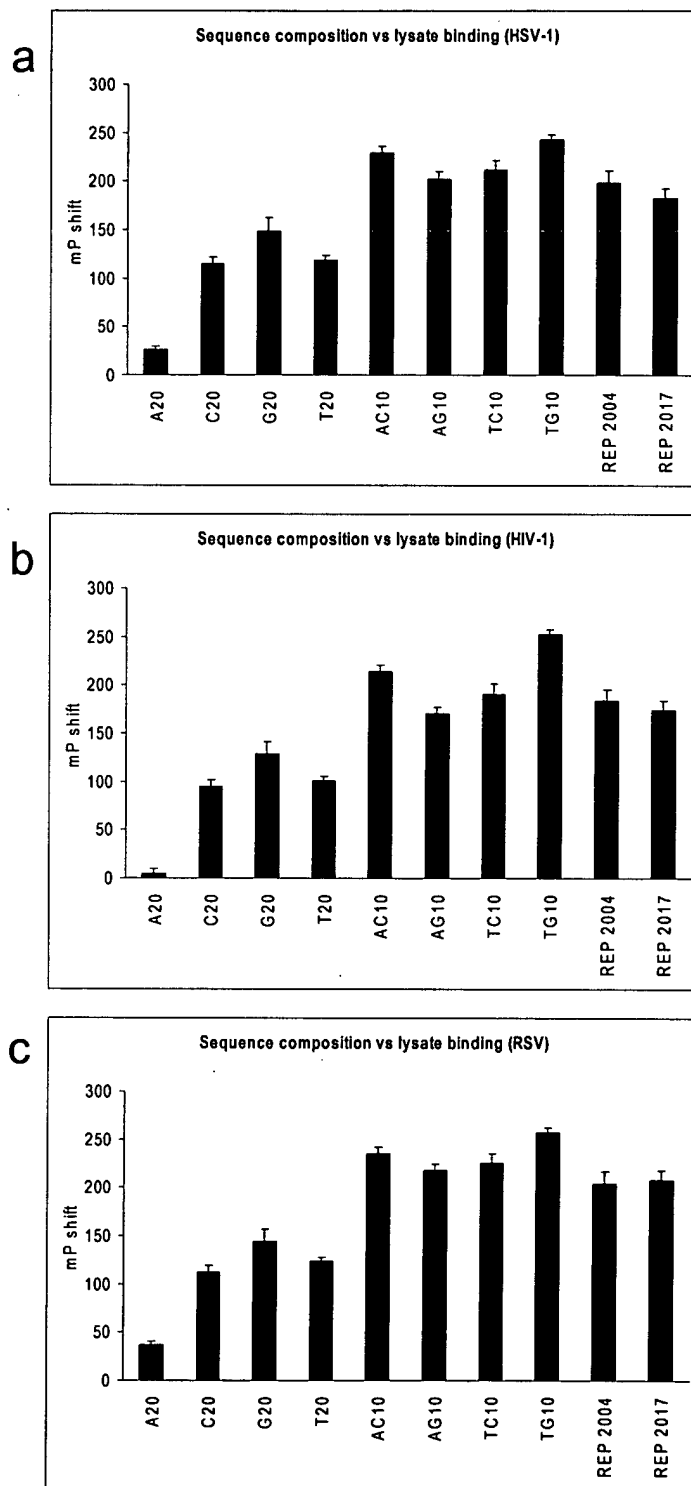 a
Sequence composition vs lysate binding (HSV-1)
300
250
200
150
100
50
0
mP shift
A20
C20
G20
T20
AC10
AG10
TC10
TG10
REP 2004
REP 2017
b
Sequence composition vs lysate binding (HIV-1)
300
250
200
150
100
50
0
mP shift
A20
C20
G20
T20
AC10
AG10
TC10
TG10
REP 2004
REP 2017
c
Sequence composition vs lysate binding (RSV)
300
250
200
150
100
50
0
mP shift
A20
C20
G20
T20
AC10
AG10
TC10
TG10
REP 2004
REP 2017